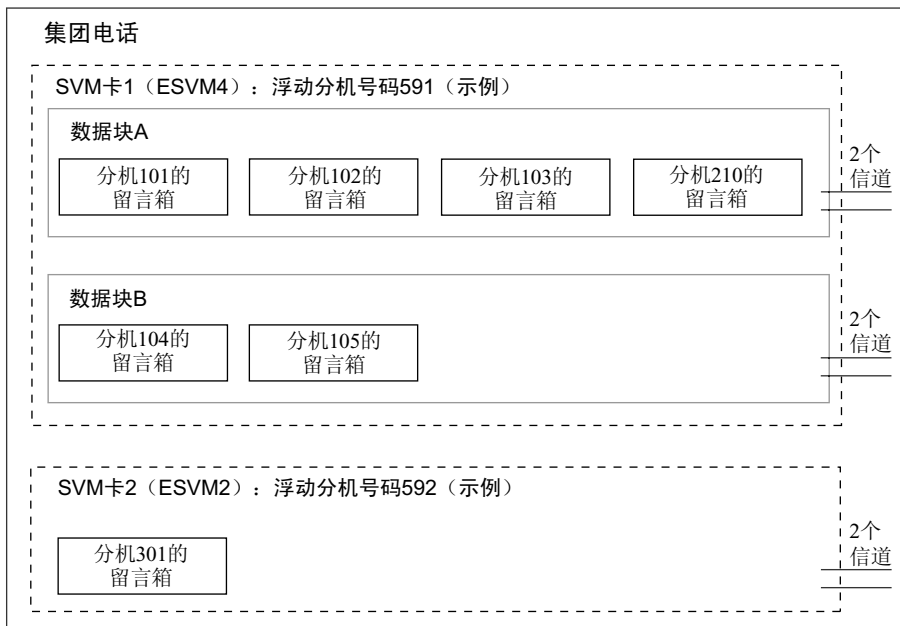 集团电话
SVM卡1（ESVM4）：浮动分机号码591（示例）
数据块A
分机101的
留言箱
分机102的
留言箱
分机103的
留言箱
分机210的
留言箱
2个
信道
数据块B
分机104的
留言箱
分机105的
留言箱
2个
信道
SVM卡2（ESVM2）：浮动分机号码592（示例）
分机301的
留言箱
2个
信道